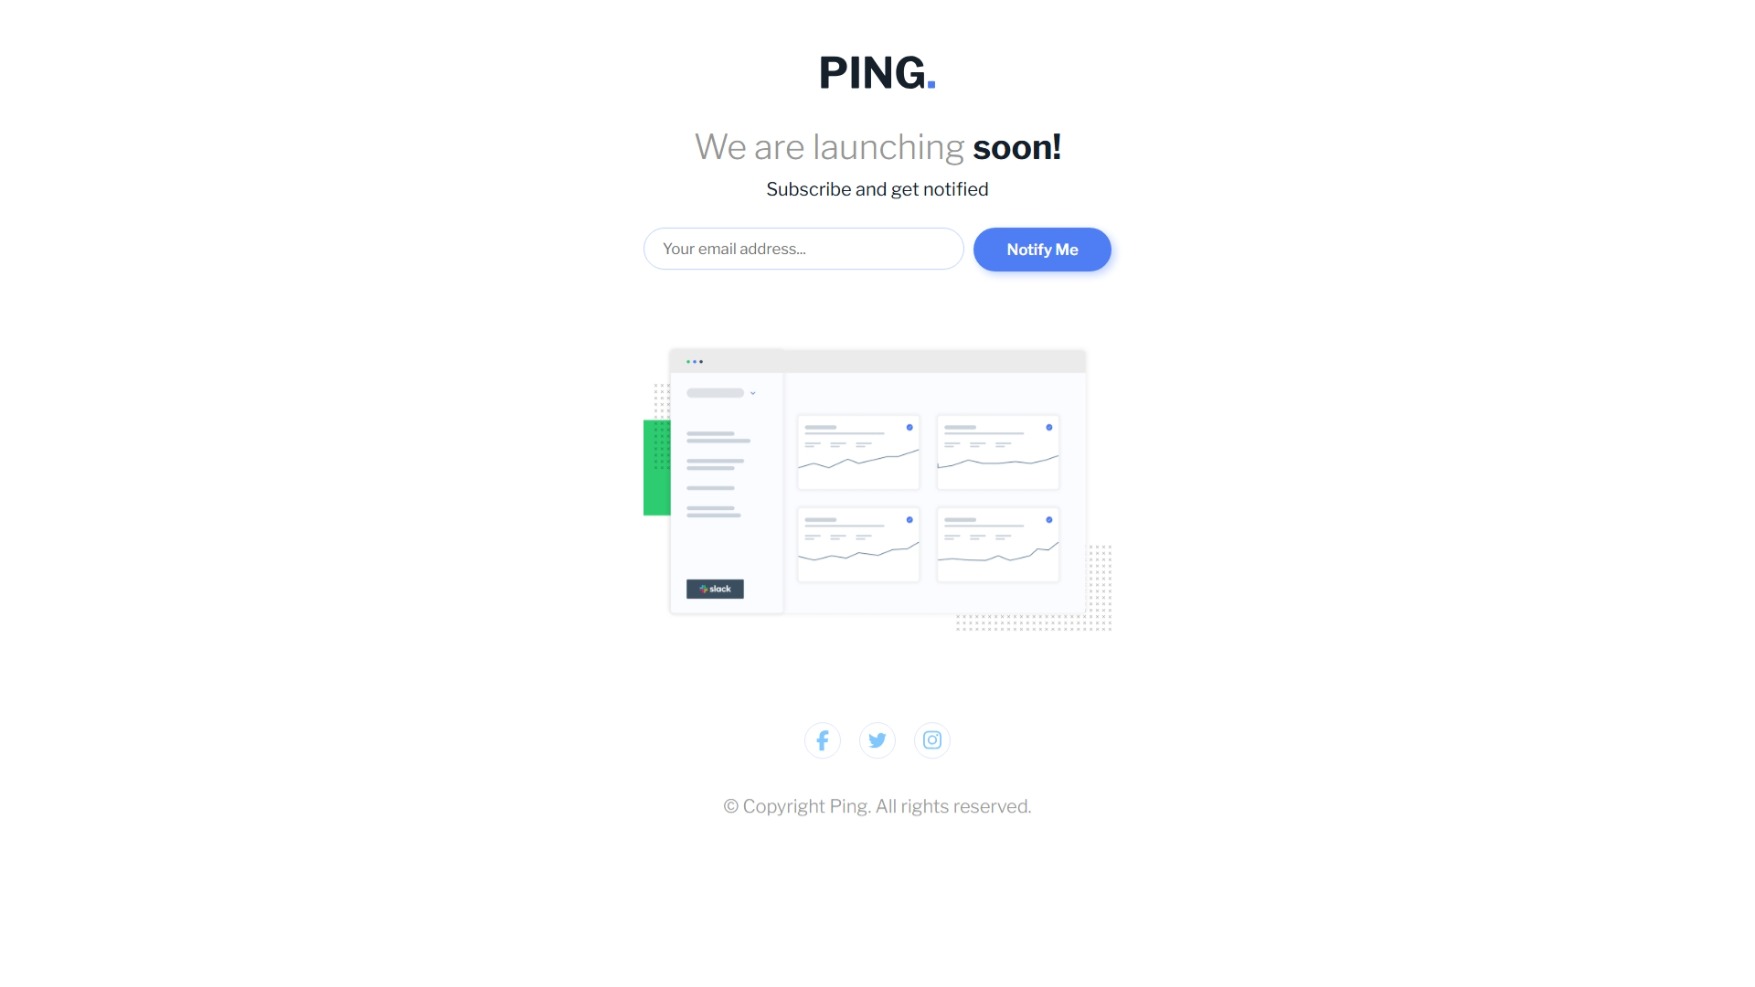 PING.
We are launching soon!
Subscribe and get notified
Your email address...
Notify Me
slack
© Copyright Ping. All rights reserved.